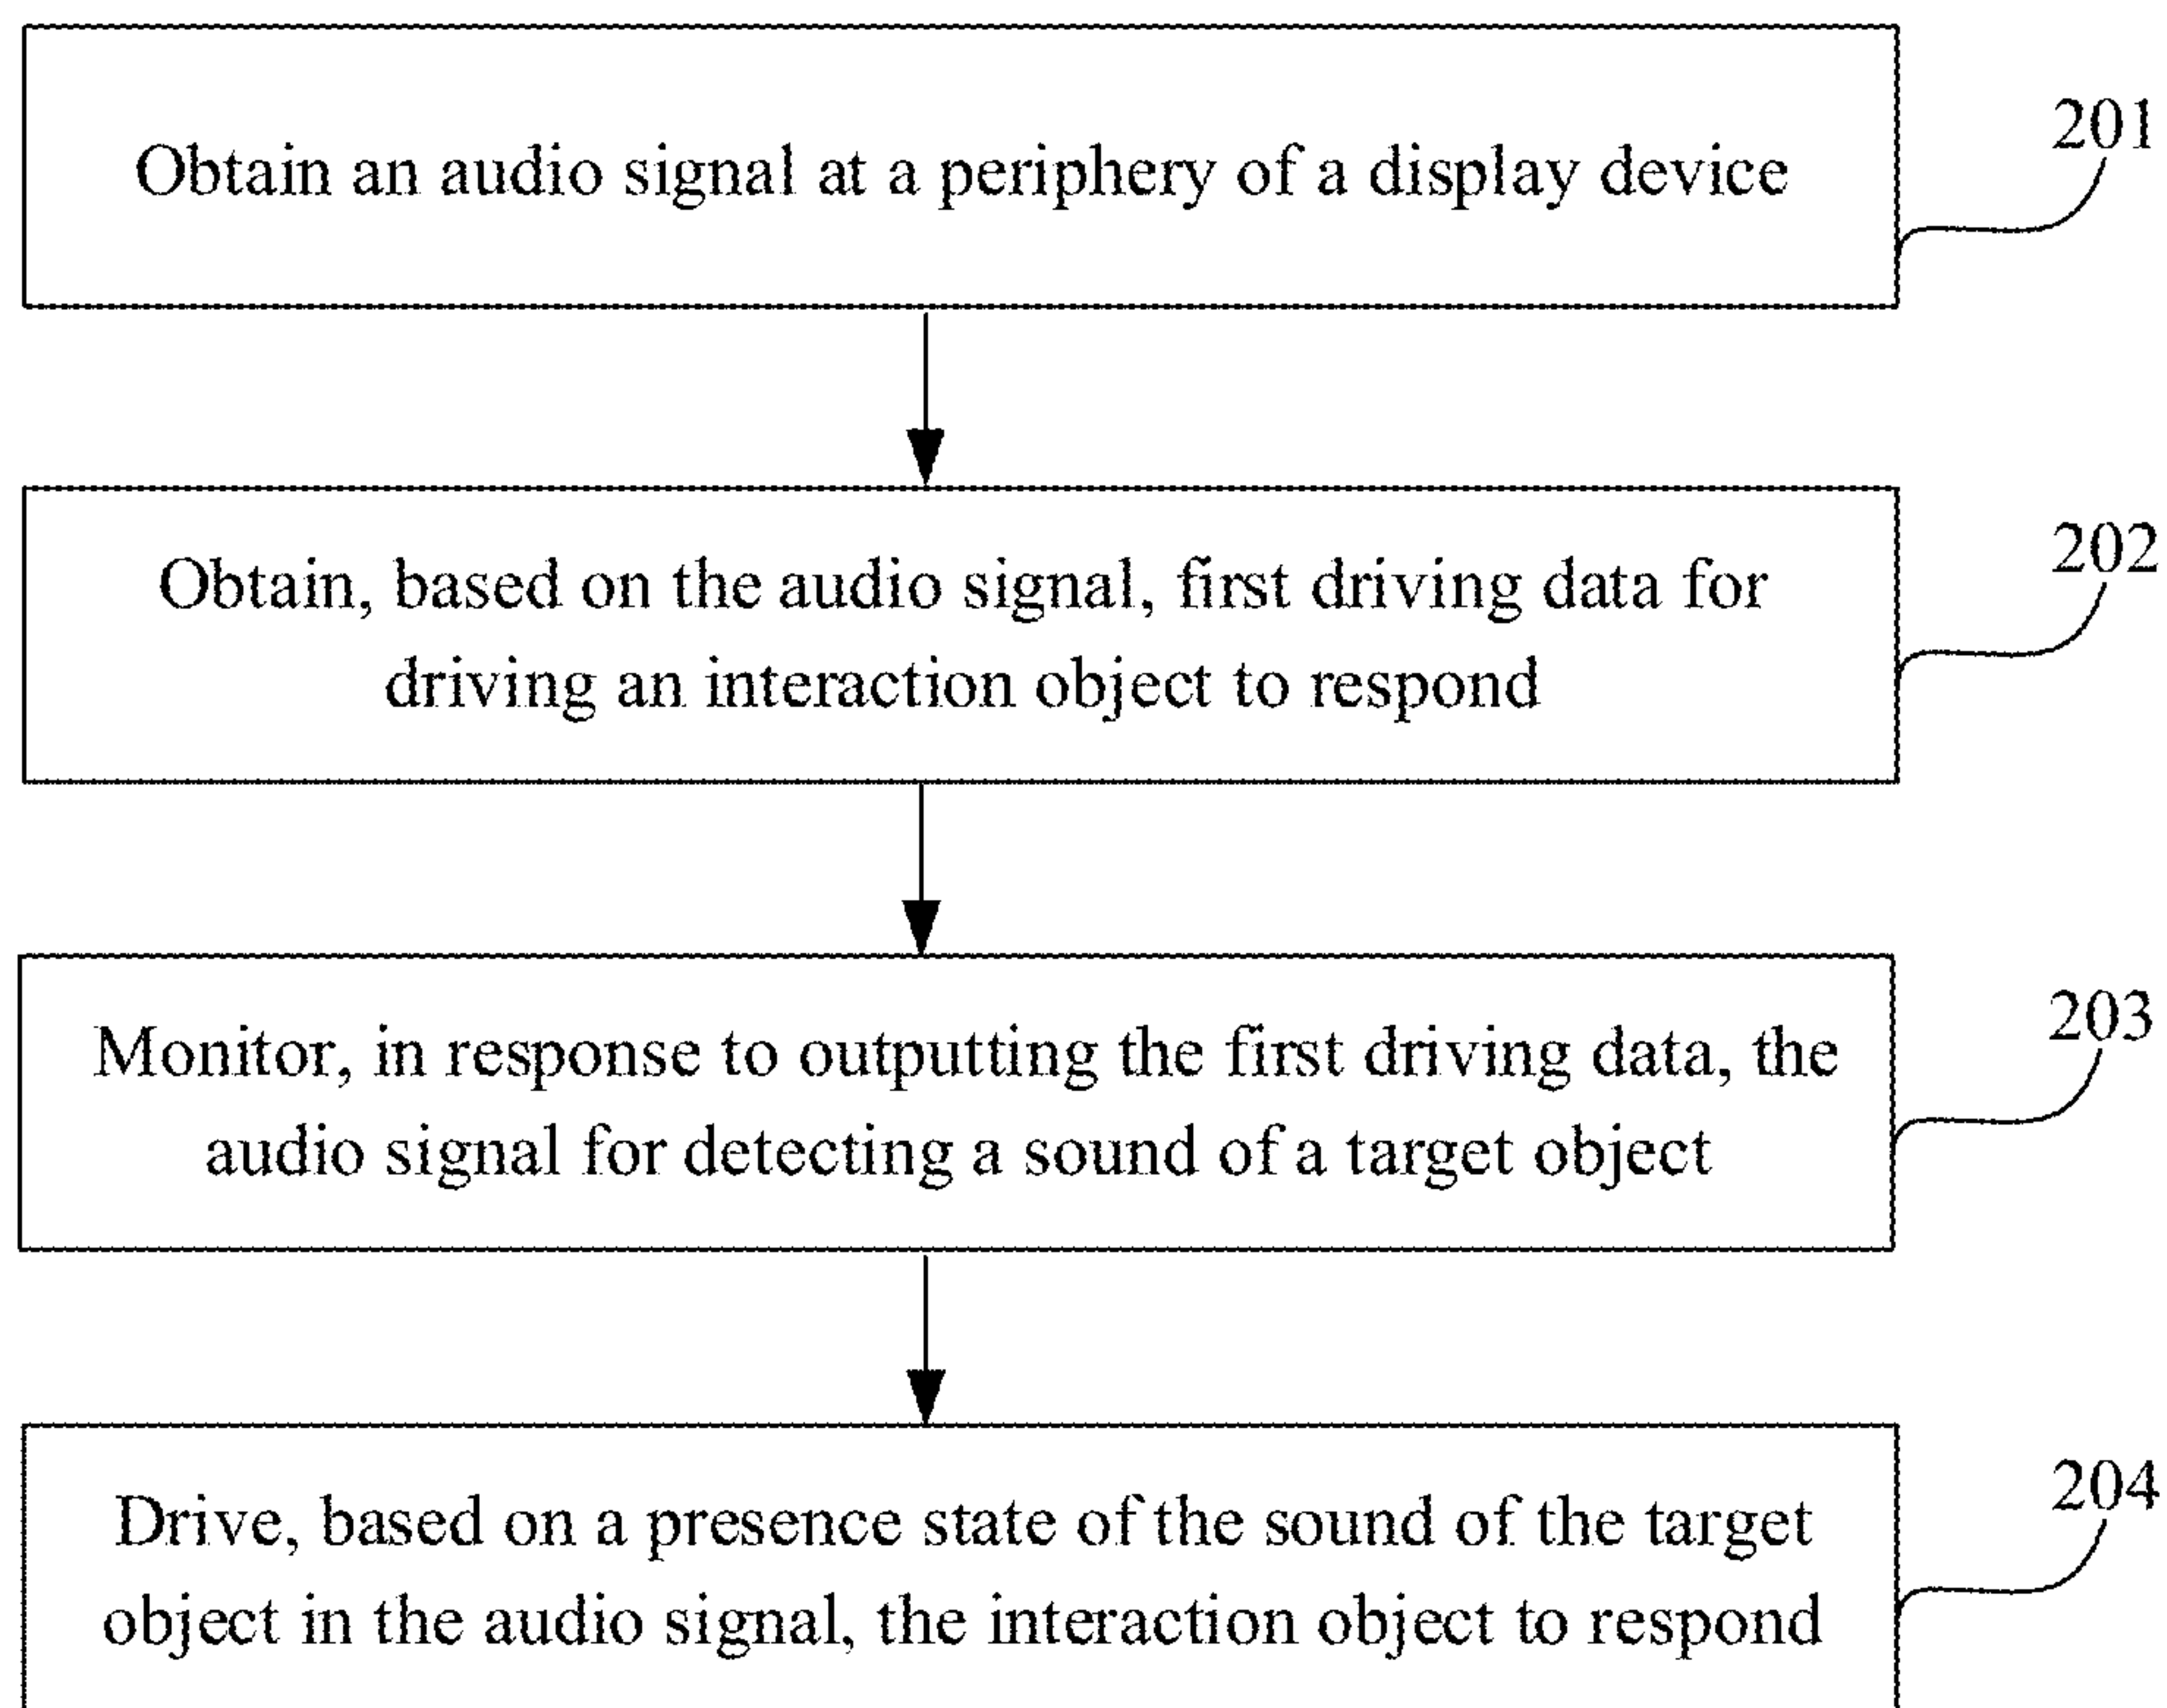 Obtain an audio signal at a periphery of a display device
201
Obtain, based on the audio signal, first driving data for
driving an interaction object to respond
202
Monitor, in response to outputting the first driving data, the
audio signal for detecting a sound of a target object
203
Drive, based on a presence state of the sound of the target
object in the audio signal, the interaction object to respond
204